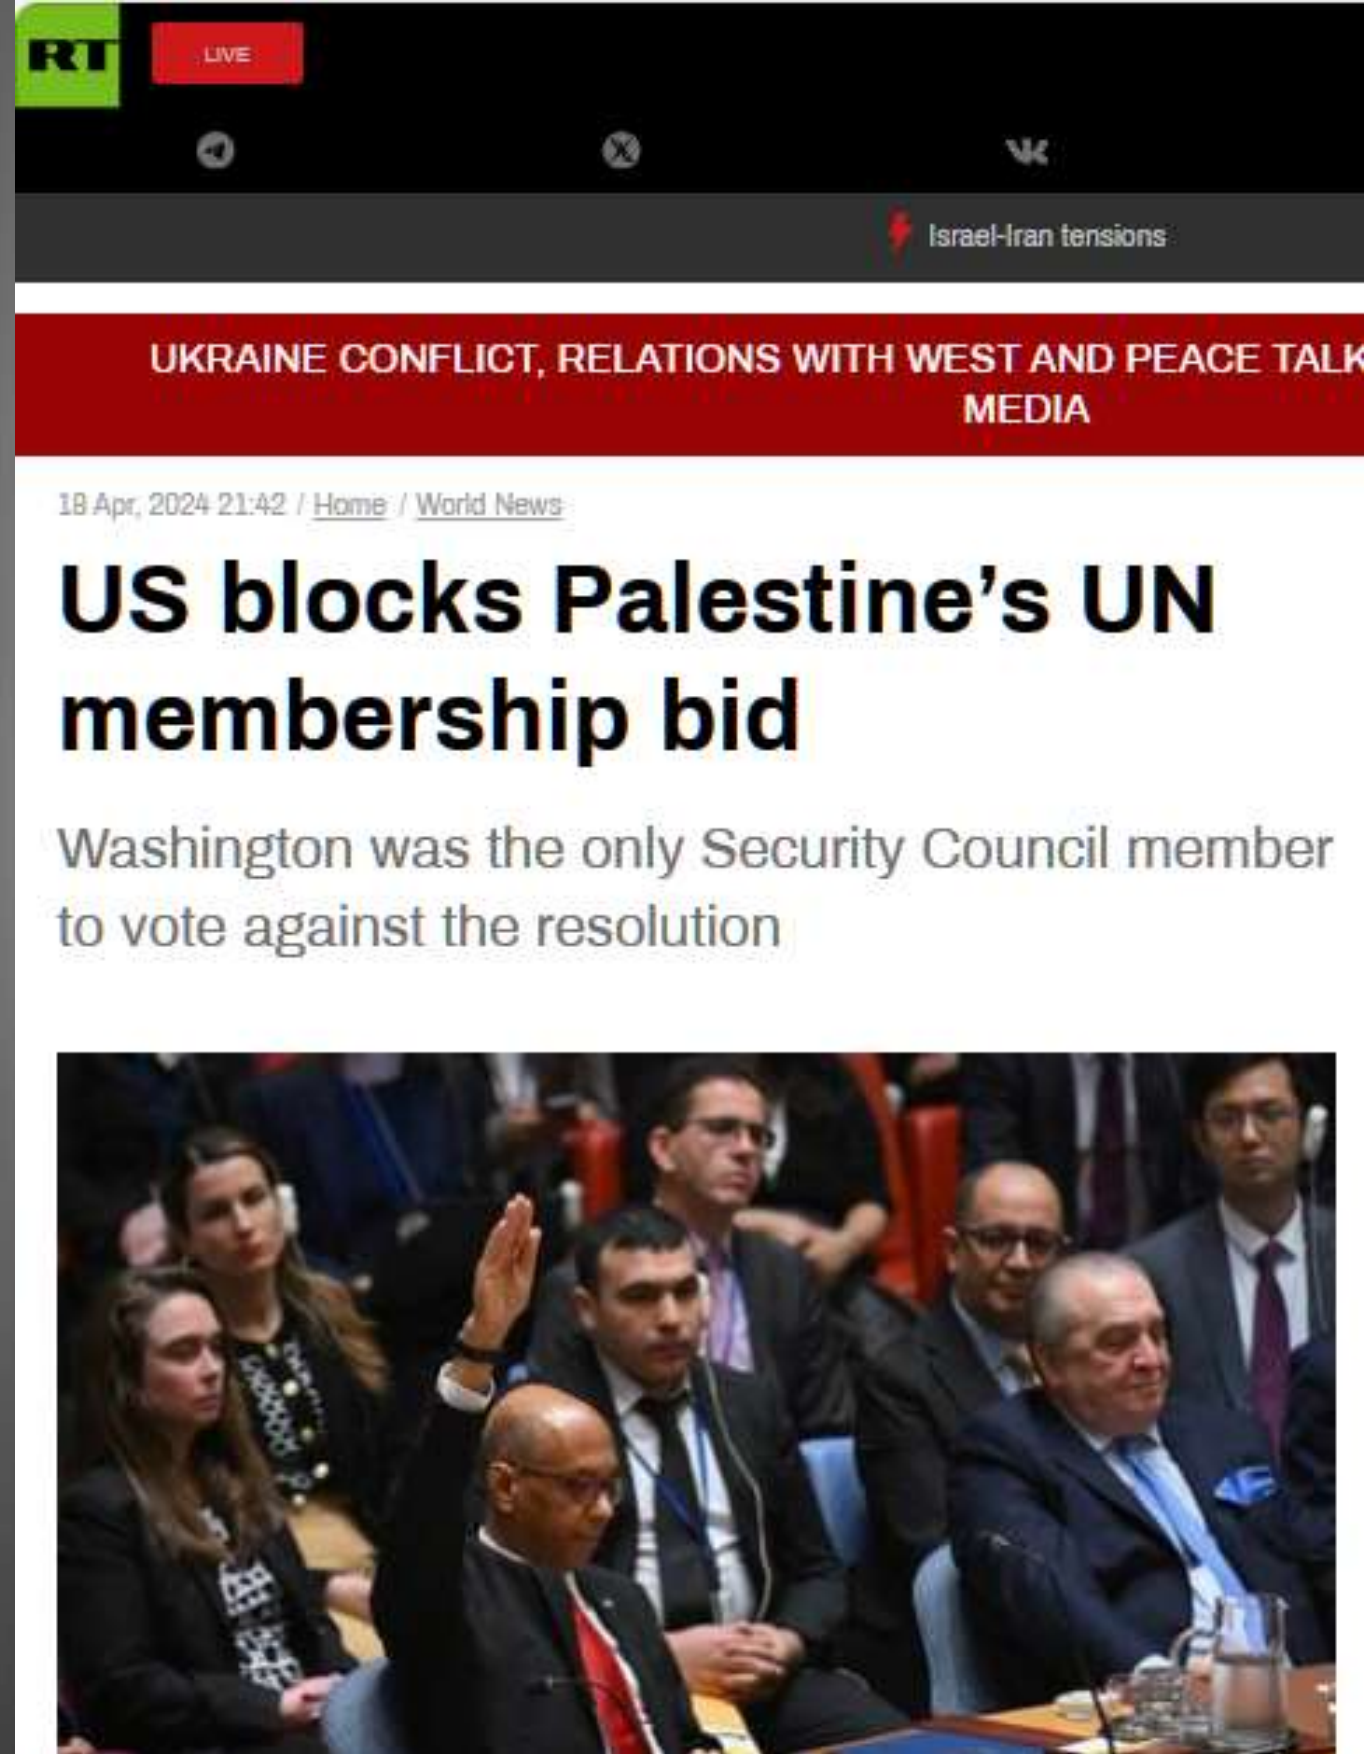 RT
LIVE
Israel-Iran tensions
UKRAINE CONFLICT, RELATIONS WITH WEST AND PEACE TALK
MEDIA
18 Apr, 2024 21:42 / Home / World News
US blocks Palestine’s UN
membership bid
Washington was the only Security Council member
to vote against the resolution